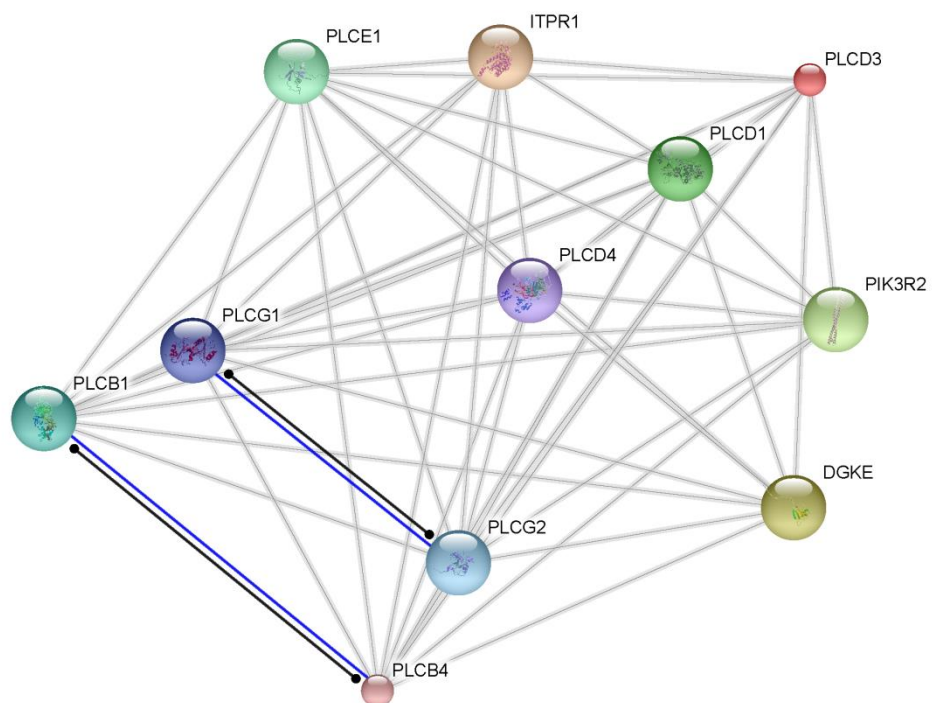 ITPR1
PLCE1
PLCD3
PLCD1
PLCD4
PIK3R2
PLCG1
PLCB1
DGKE
PLCG2
PLCB4